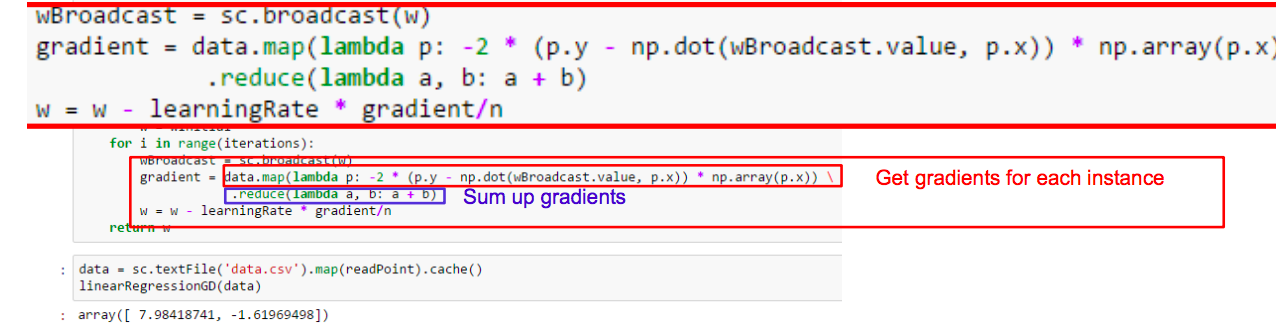 wBroadcast = sc.broadcast(w)
gradient = data.map(lambda p: -2 * (p.y - np.dot(wBroadcast.value, p.x)) * np.array(p.x)
.reduce(lambda a, b: a + b)
w = w - learningRate * gradient/n
w = wInitial
for i in range(iterations):
wBroadcast = sc.broadcast(w)
gradient = data.map(lambda p: -2 * (p.y - np.dot(wBroadcast.value, p.x)) * np.array(p.x)) \
Get gradients for each instance
.reduce(lambda a, b: a + b)
Sum up gradients
w = w - learningRate * gradient/n
return w
: data = sc.textFile('data.csv').map(readPoint).cache()
linearRegressionGD(data)
: array([ 7.98418741, -1.61969498])